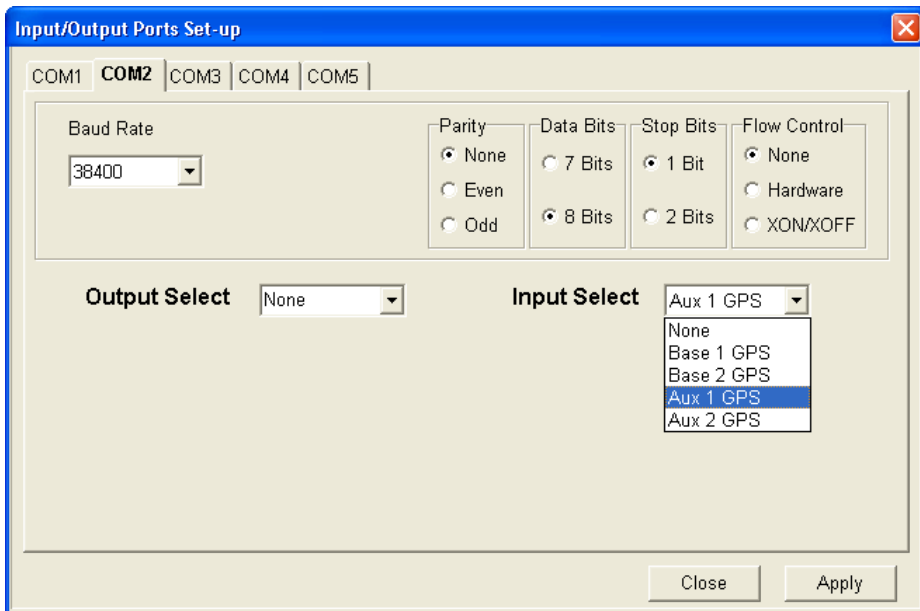 Input/Output Ports Set-up
COM1 COM2 COM3 COM4 COM5
Baud Rate
38400
Parity
None
Even
Odd
Data Bits
7 Bits
8 Bits
Stop Bits
1 Bit
2 Bits
Flow Control
None
Hardware
XON/XOFF
Output Select
None
Input Select
Aux 1 GPS
None
Base 1 GPS
Base 2 GPS
Aux 1 GPS
Aux 2 GPS
Close
Apply